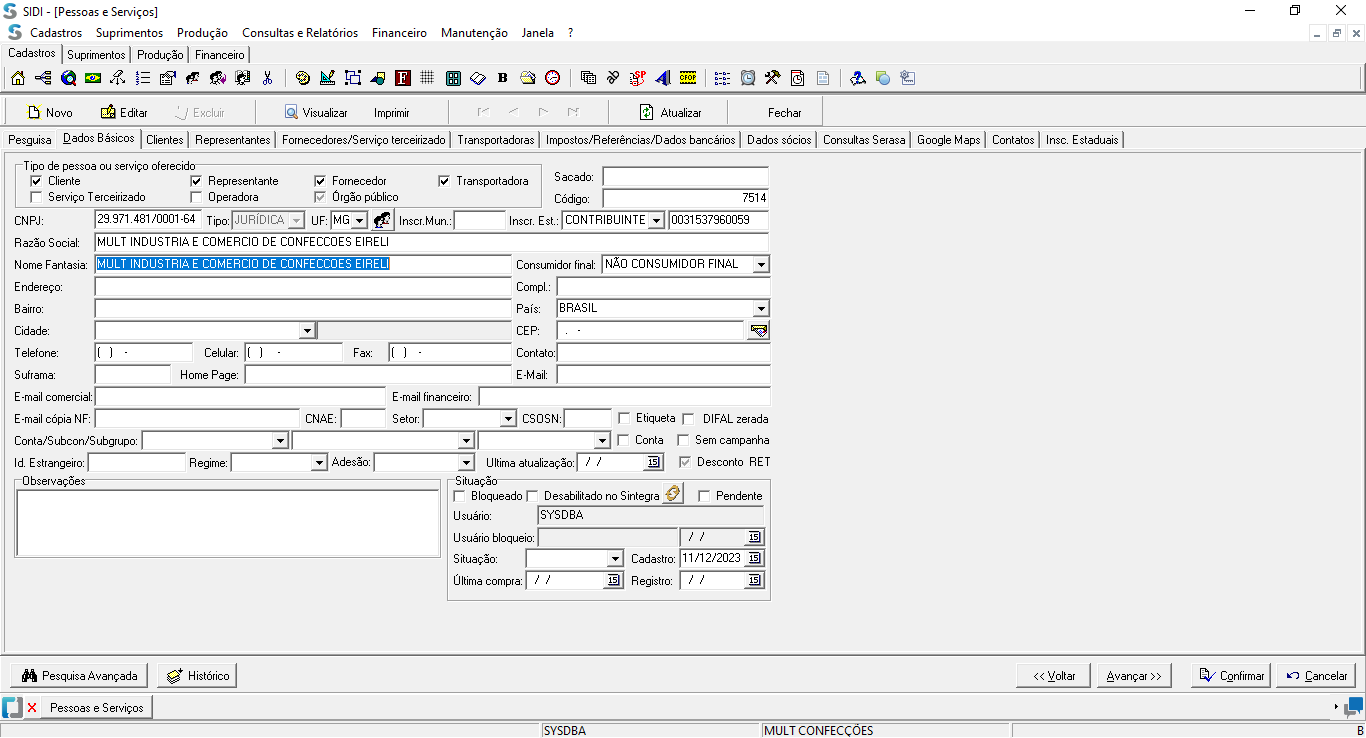 SIDI - [Pessoas e Serviços]
Cadastros Suprimentos Produção Consultas e Relatórios Financeiro Manutenção Janela ?
Cadastros Suprimentos Produção Financeiro
Novo Editar Excluir Visualizar Imprimir Atualizar Fechar
Pesquisa Dados Básicos Clientes Representantes Fornecedores/Serviço terceirizado Transportadoras Impostos/Referências/Dados bancários Dados sócios Consultas Serasa Google Maps Contatos Insc. Estaduais
Tipo de pessoa ou serviço oferecido
Cliente Representante Fornecedor Transportadora Sacado:
Serviço Terceirizado Operadora Órgão público Código: 7514
CNPJ: 29.971.481/0001-64 Tipo: JURÍDICA UF: MG Inscr.Mun.: Inscr. Est.: CONTRIBUINTE 0031537960059
Razão Social: MULT INDUSTRIA E COMERCIO DE CONFECCOES EIRELI
Nome Fantasia: MULT INDUSTRIA E COMERCIO DE CONFECCOES EIRELI Consumidor final: NÃO CONSUMIDOR FINAL
Endereço: Compl.:
Bairro: País: BRASIL
Cidade: CEP: . -
Telefone: ( ) - Celular: ( ) - Fax: ( ) - Contato:
Suframa: Home Page: E-Mail:
E-mail comercial: E-mail financeiro:
E-mail cópia NF: CNAE: Setor: CSOSN: Etiqueta DIFAL zerada
Conta/Subcon/Subgrupo: Conta Sem campanha
Id. Estrangeiro: Regime: Adesão: Ultima atualização: / / 15 Desconto RET
Observações Situação
Bloqueado Desabilitado no Sintegra Pendente
Usuário: SYSDBA
Usuário bloqueio: / / 15
Situação: Cadastro: 11/12/2023 15
Última compra: / / 15 Registro: / / 15
Pesquisa Avançada Histórico << Voltar Avançar >> Confirmar Cancelar
Pessoas e Serviços
SYSDBA MULT CONFECÇÕES B